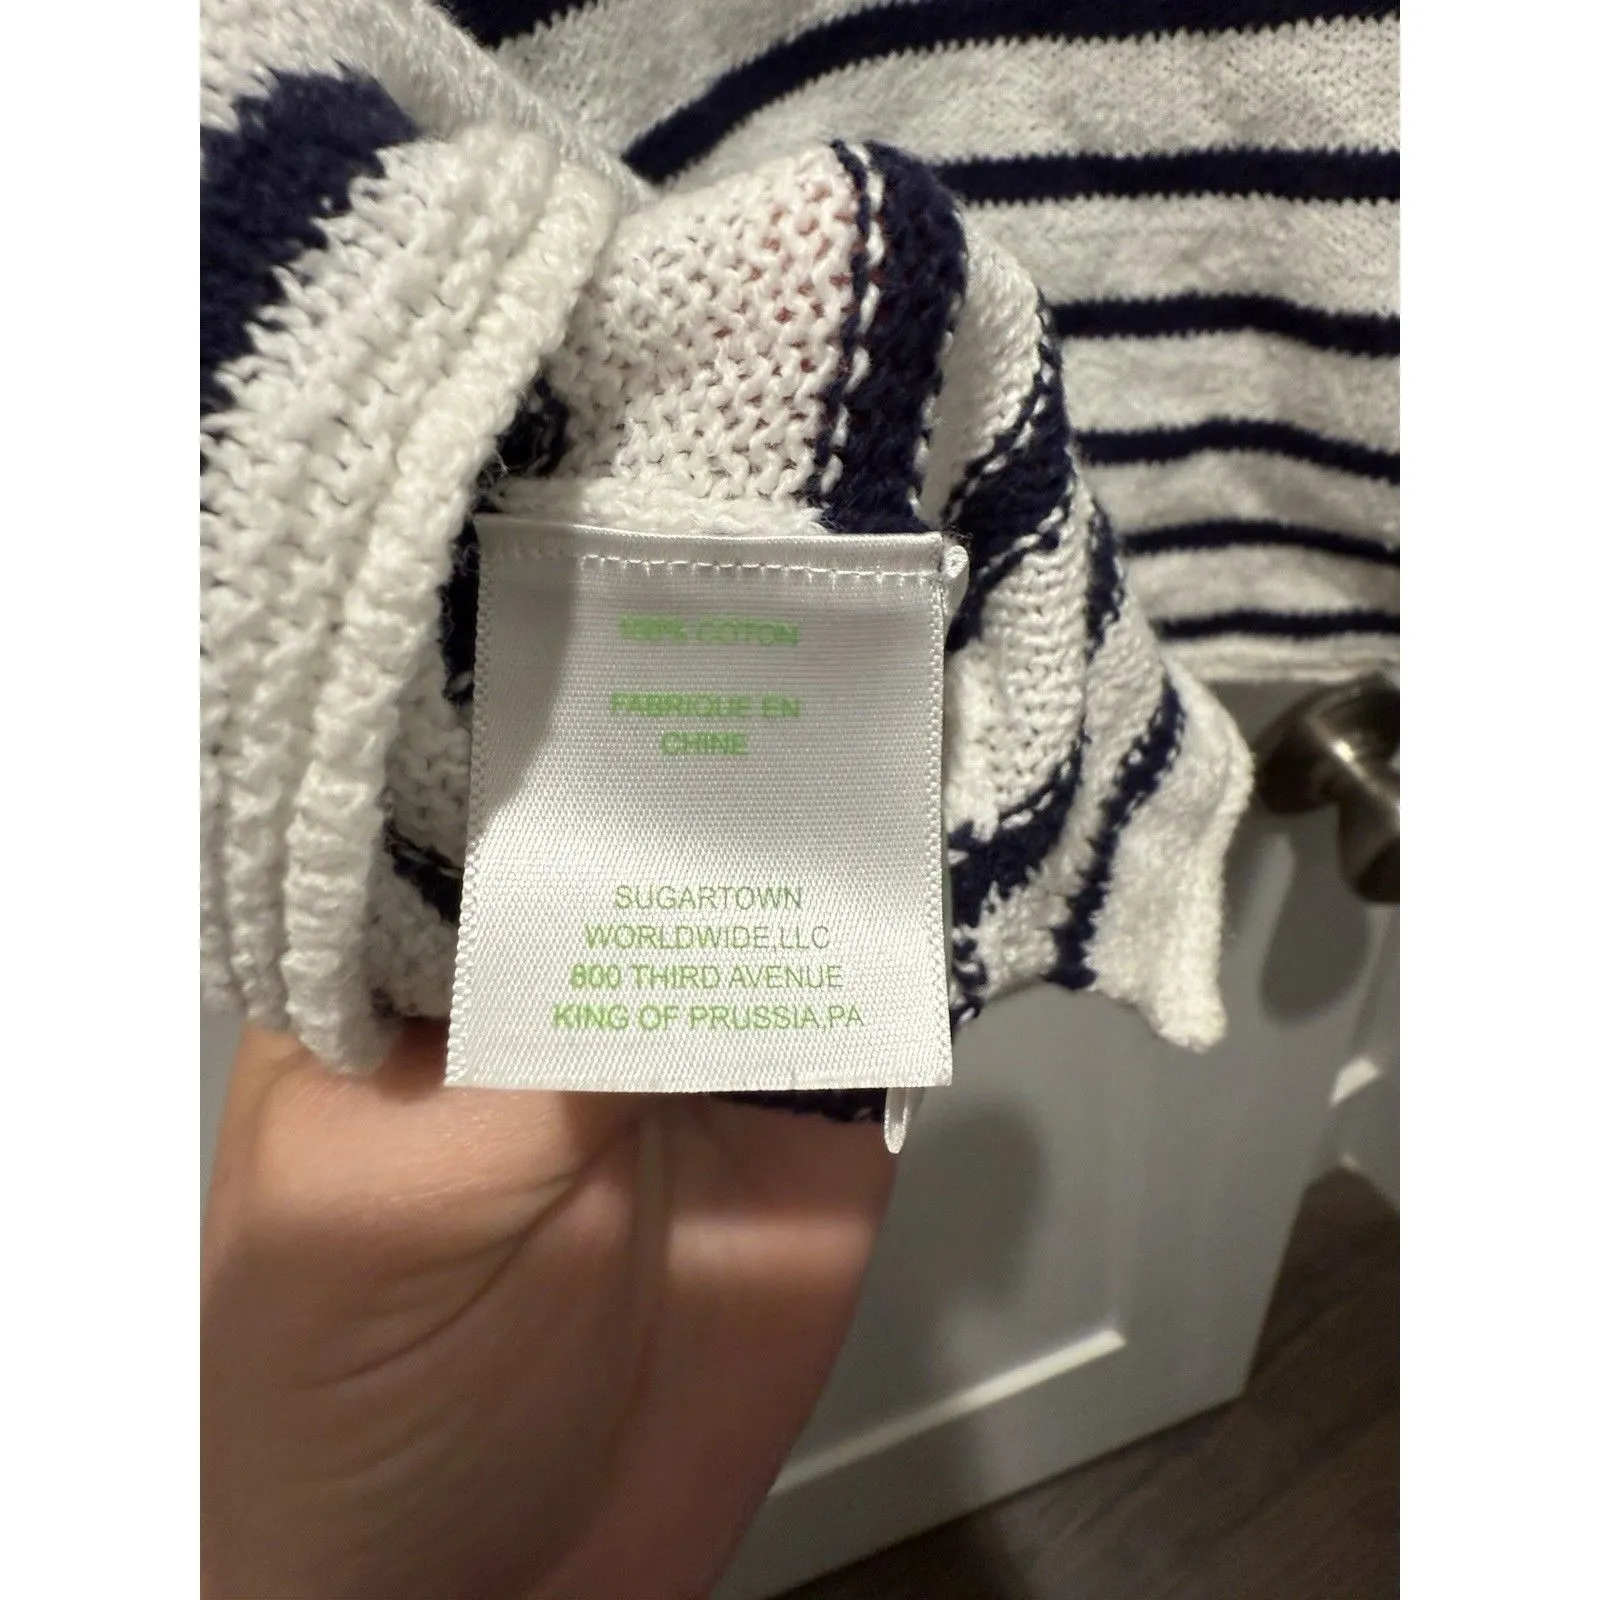 100% COTON
FABRIQUE EN
CHINE
SUGARTOWN
WORLDWIDE,LLC
800 THIRD AVENUE
KING OF PRUSSIA,PA